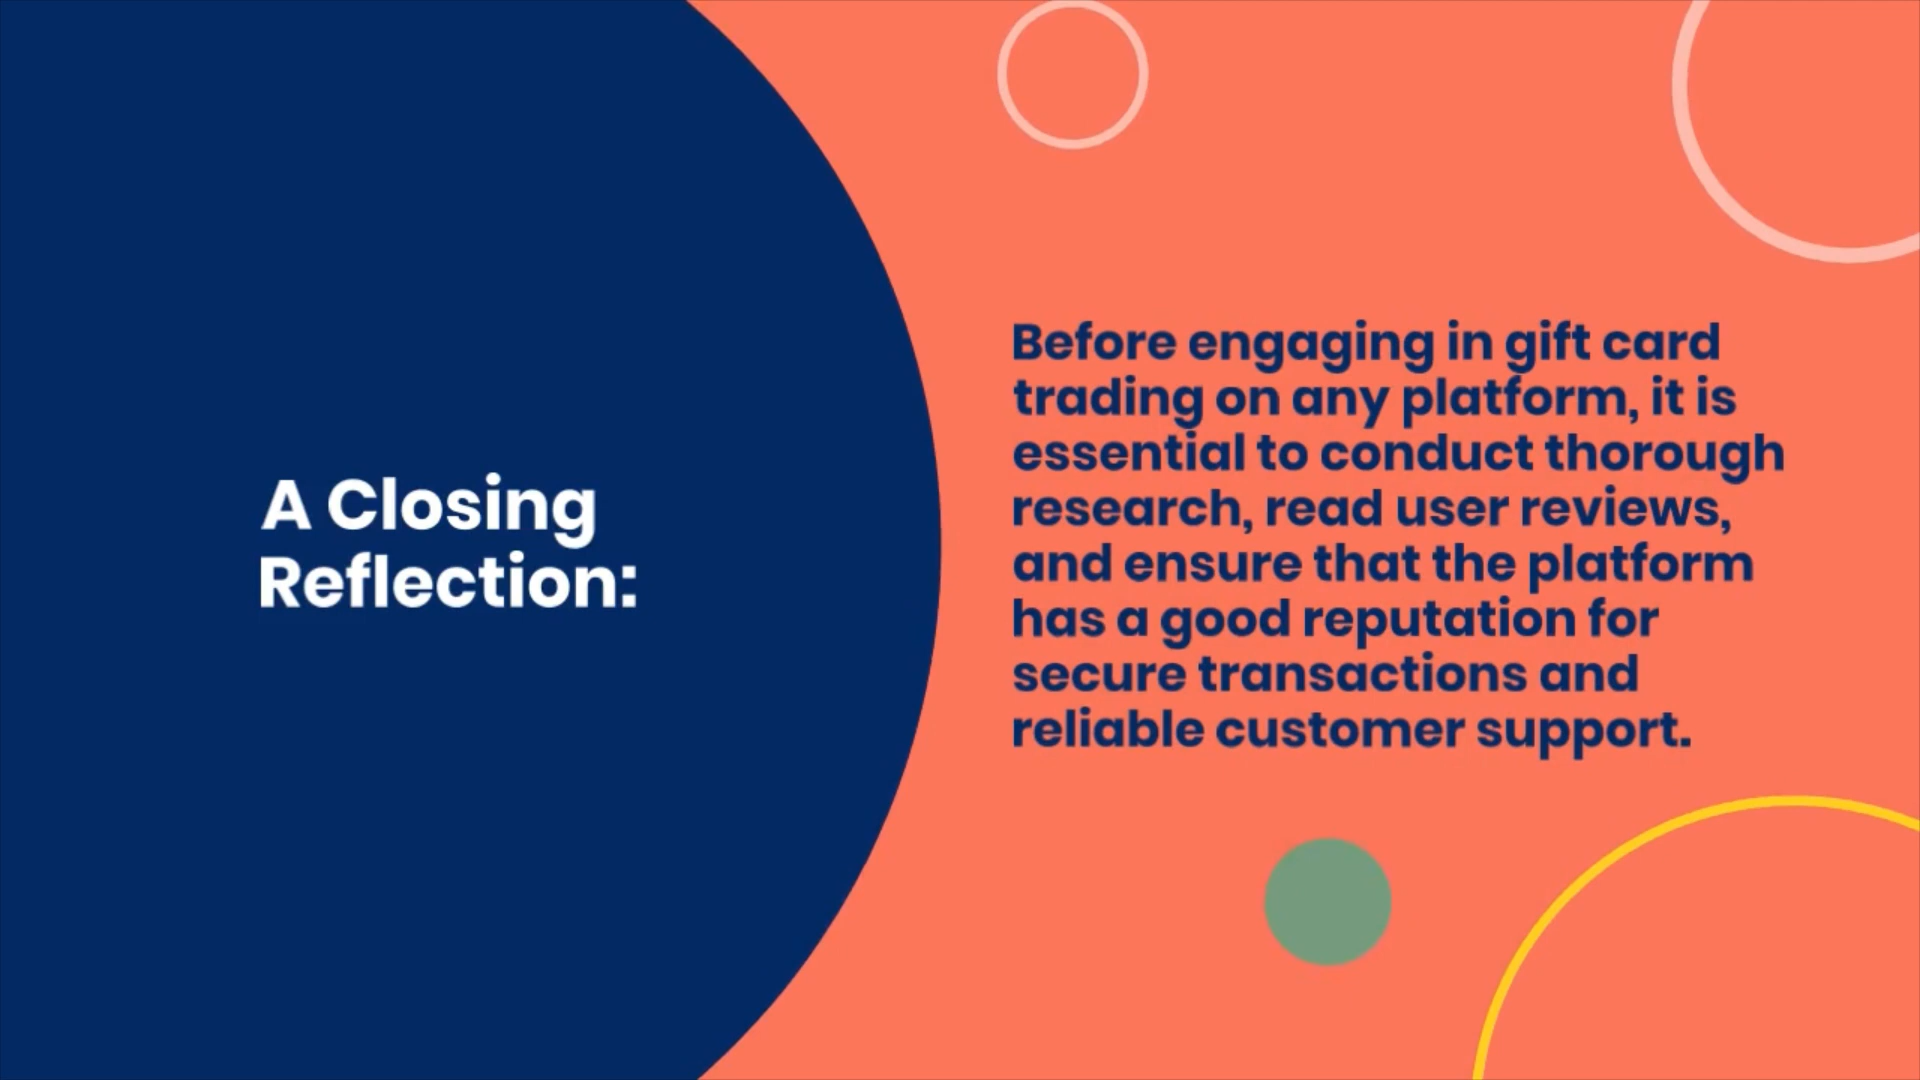 A Closing
Reflection:
Before engaging in gift card
trading on any platform, it is
essential to conduct thorough
research, read user reviews,
and ensure that the platform
has a good reputation for
secure transactions and
reliable customer support.